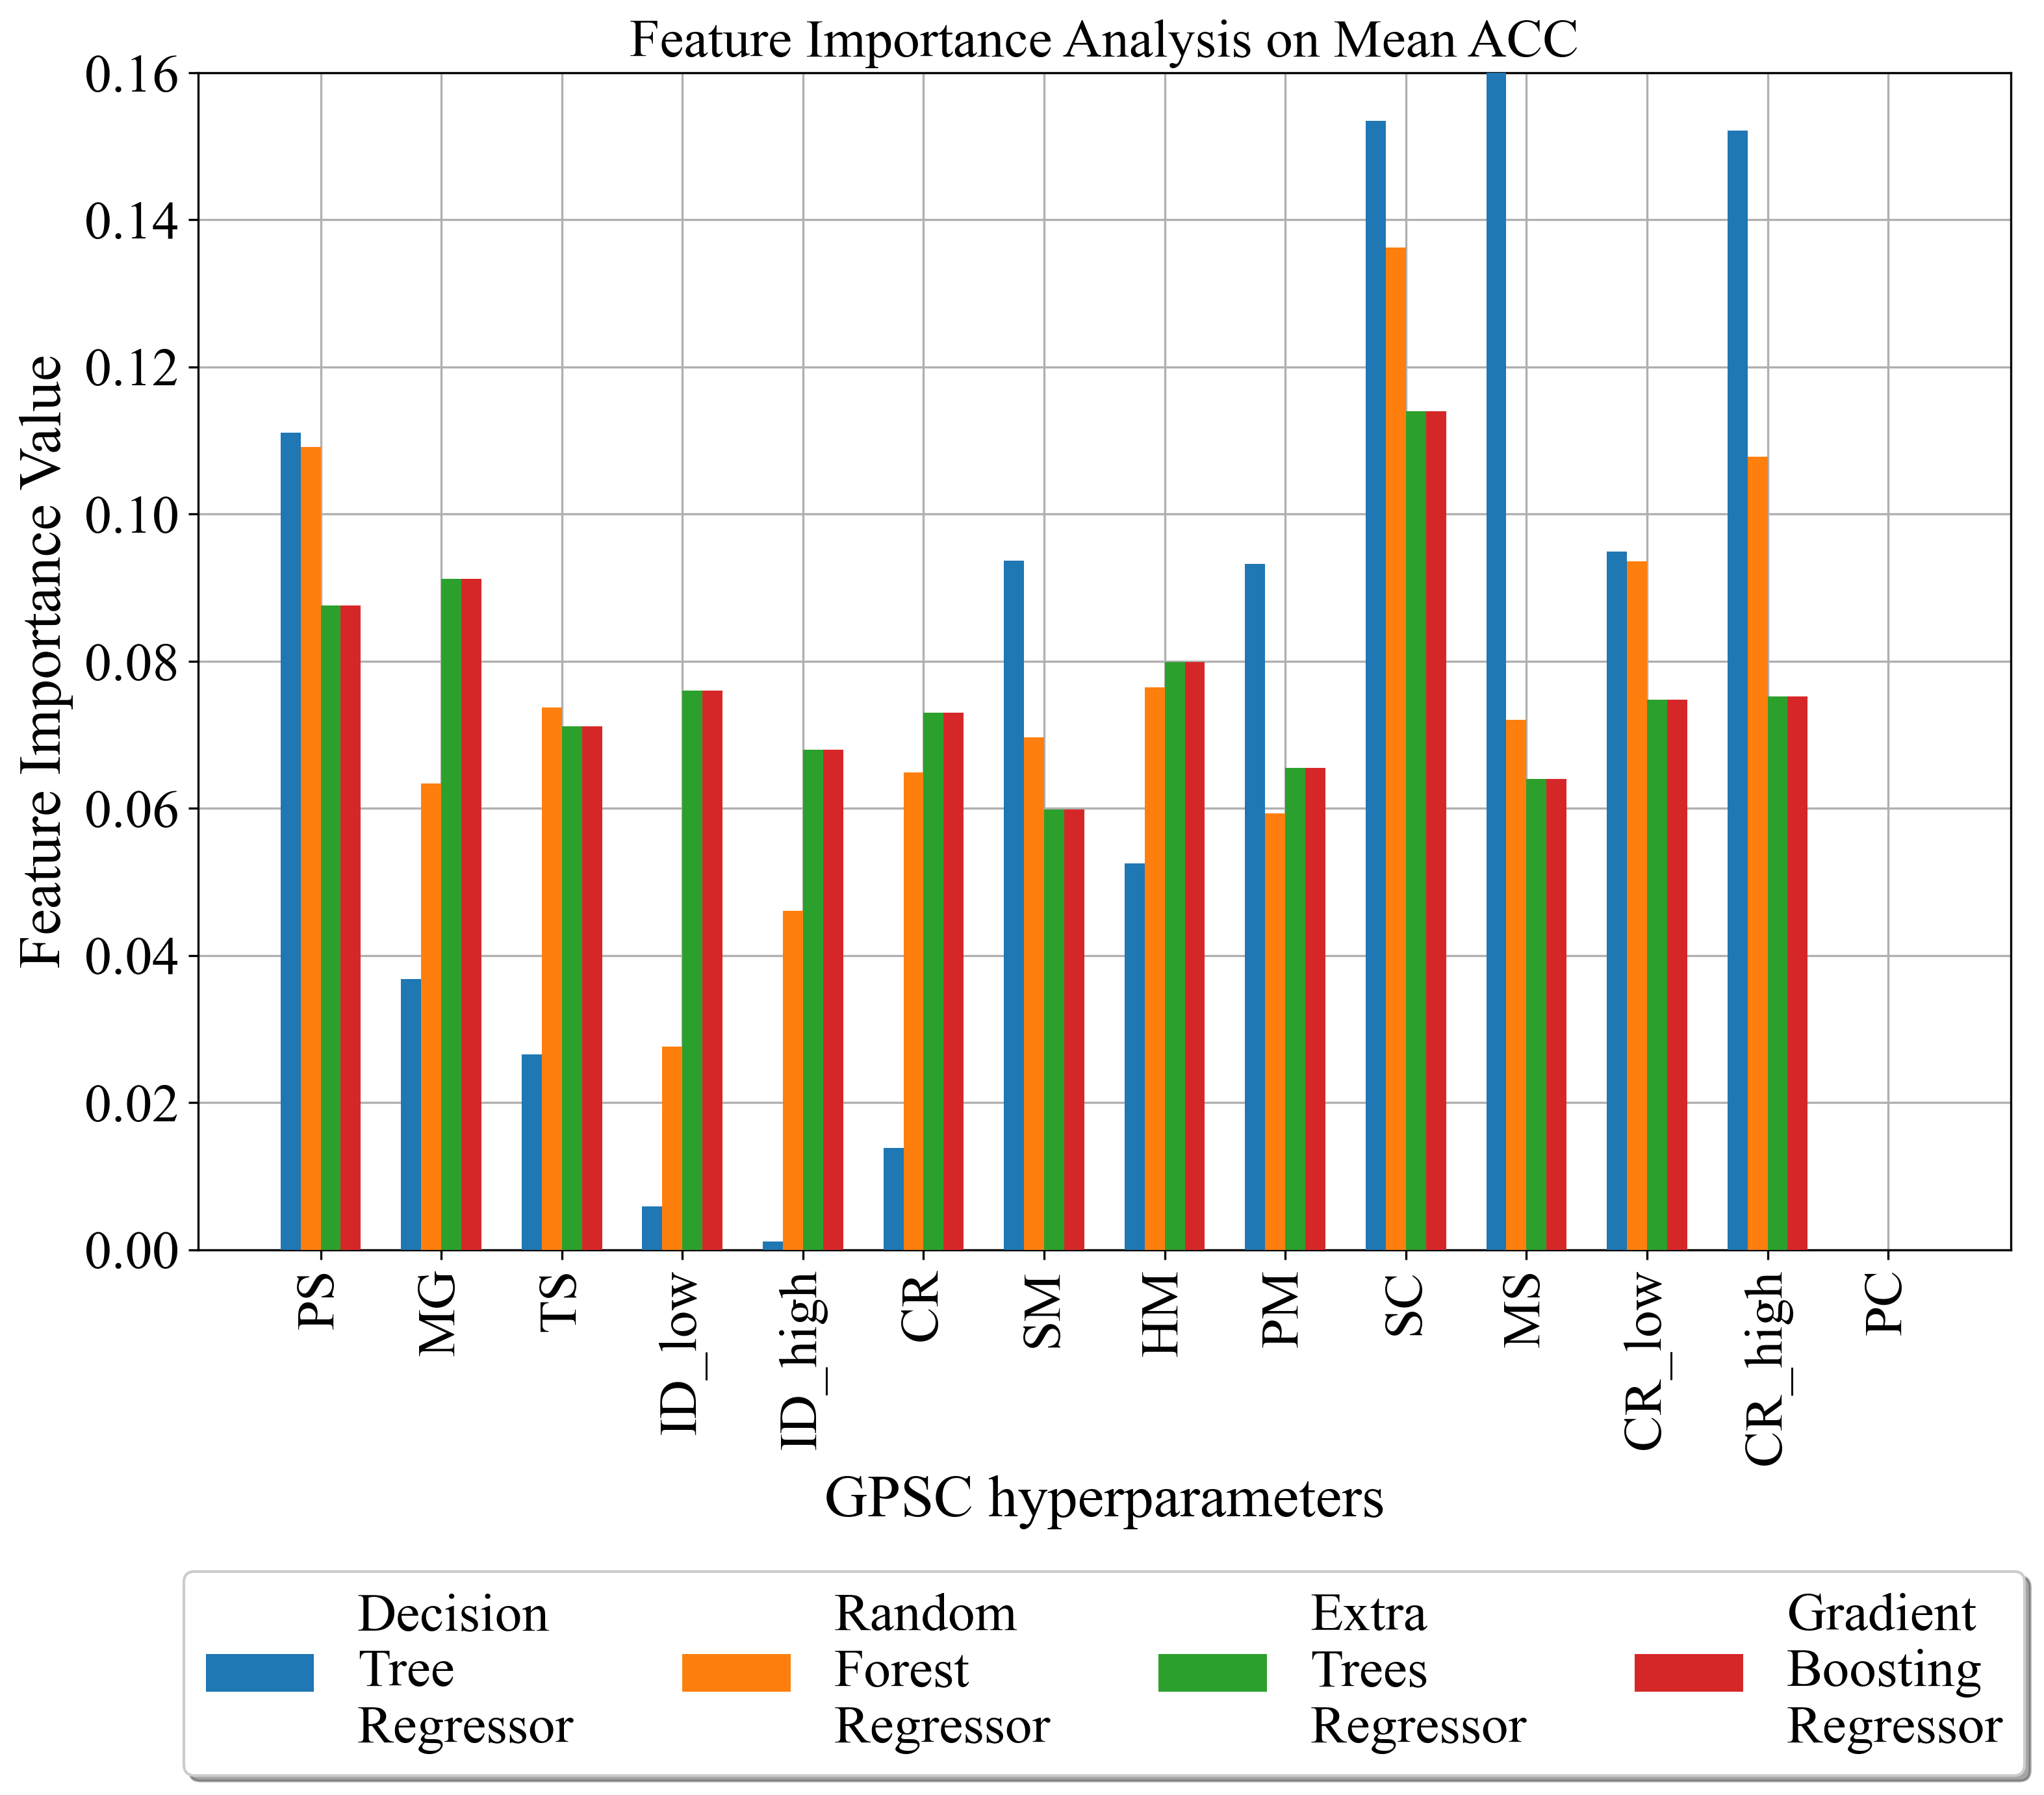 Feature Importance Analysis on Mean ACC
0.16
0.14
0.12
0.10
0.08
0.06
0.04
0.02
0.00
Feature Importance Value
PS
MG
TS
ID_low
ID_high
CR
SM
HM
PM
SC
MS
CR_low
CR_high
PC
GPSC hyperparameters
Decision
Tree
Regressor
Random
Forest
Regressor
Extra
Trees
Regressor
Gradient
Boosting
Regressor